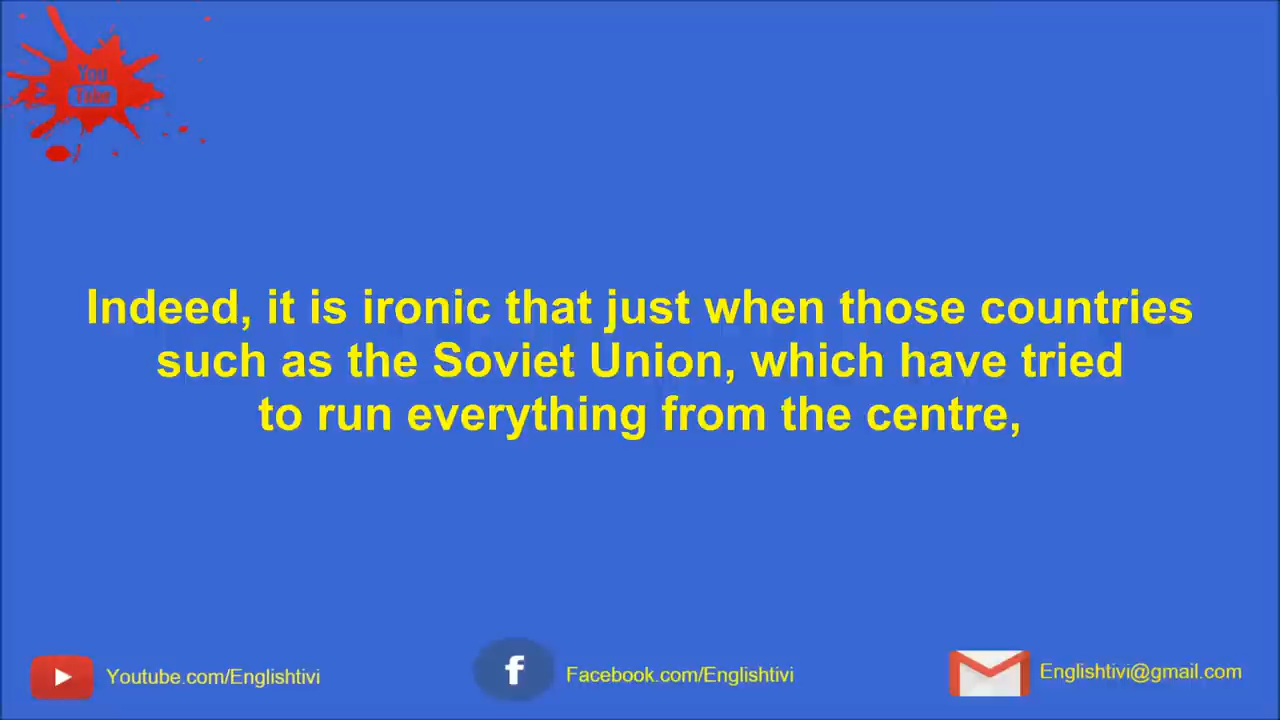 You
Indeed, it is ironic that just when those countries
such as the Soviet Union, which have tried
to run everything from the centre,
Youtube.com/Englishtivi
f
Facebook.com/Englishtivi
Englishtivi@gmail.com